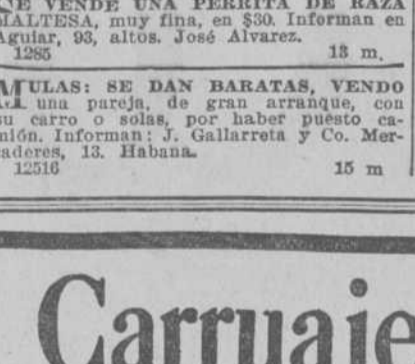 SE VENDE UNA PERRITA DE RAZA
MALTESA, muy fina, en $30. Informan en
Aguiar, 93, altos. José Alvarez.
1285 13 m.
MULAS: SE DAN BARATAS, VENDO
una pareja, de gran arranque, con
su carro o solas, por haber puesto ca-
mión. Informan: J. Gallarreta y Co. Mer-
caderes, 13. Habana.
12516 15 m
Carruaje